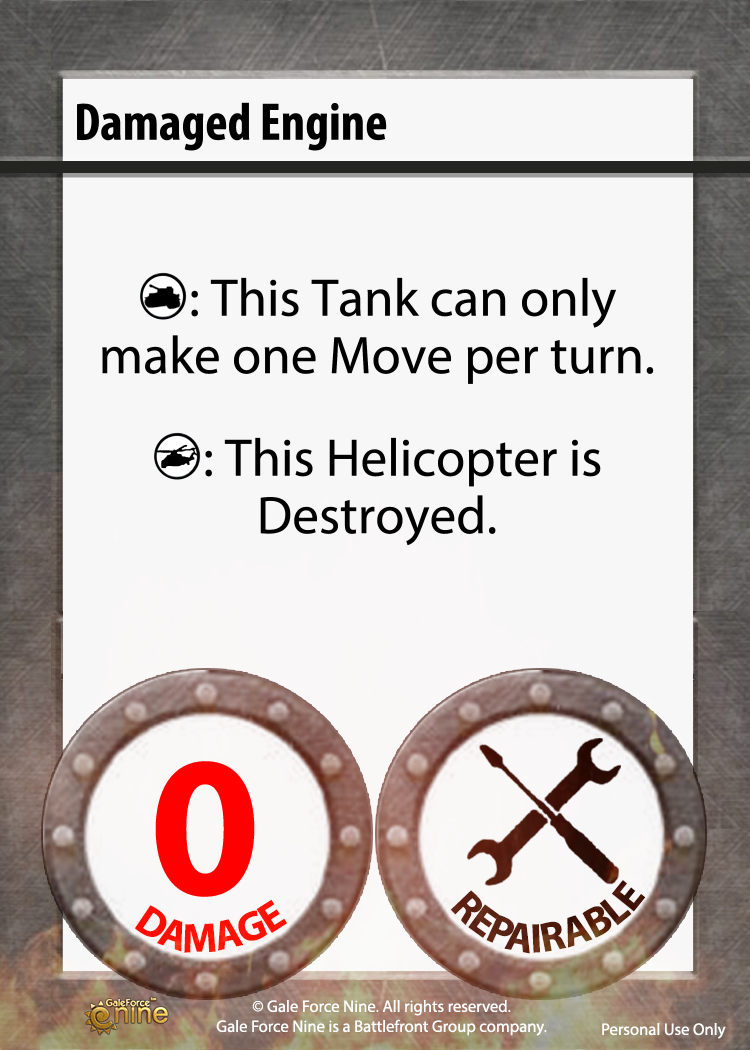 Damaged Engine
: This Tank can only
make one Move per turn.
: This Helicopter is
Destroyed.
0
DAMAGE
REPAIRABLE
GaleForce™
nine
© Gale Force Nine. All rights reserved.
Gale Force Nine is a Battlefront Group company.
Personal Use Only